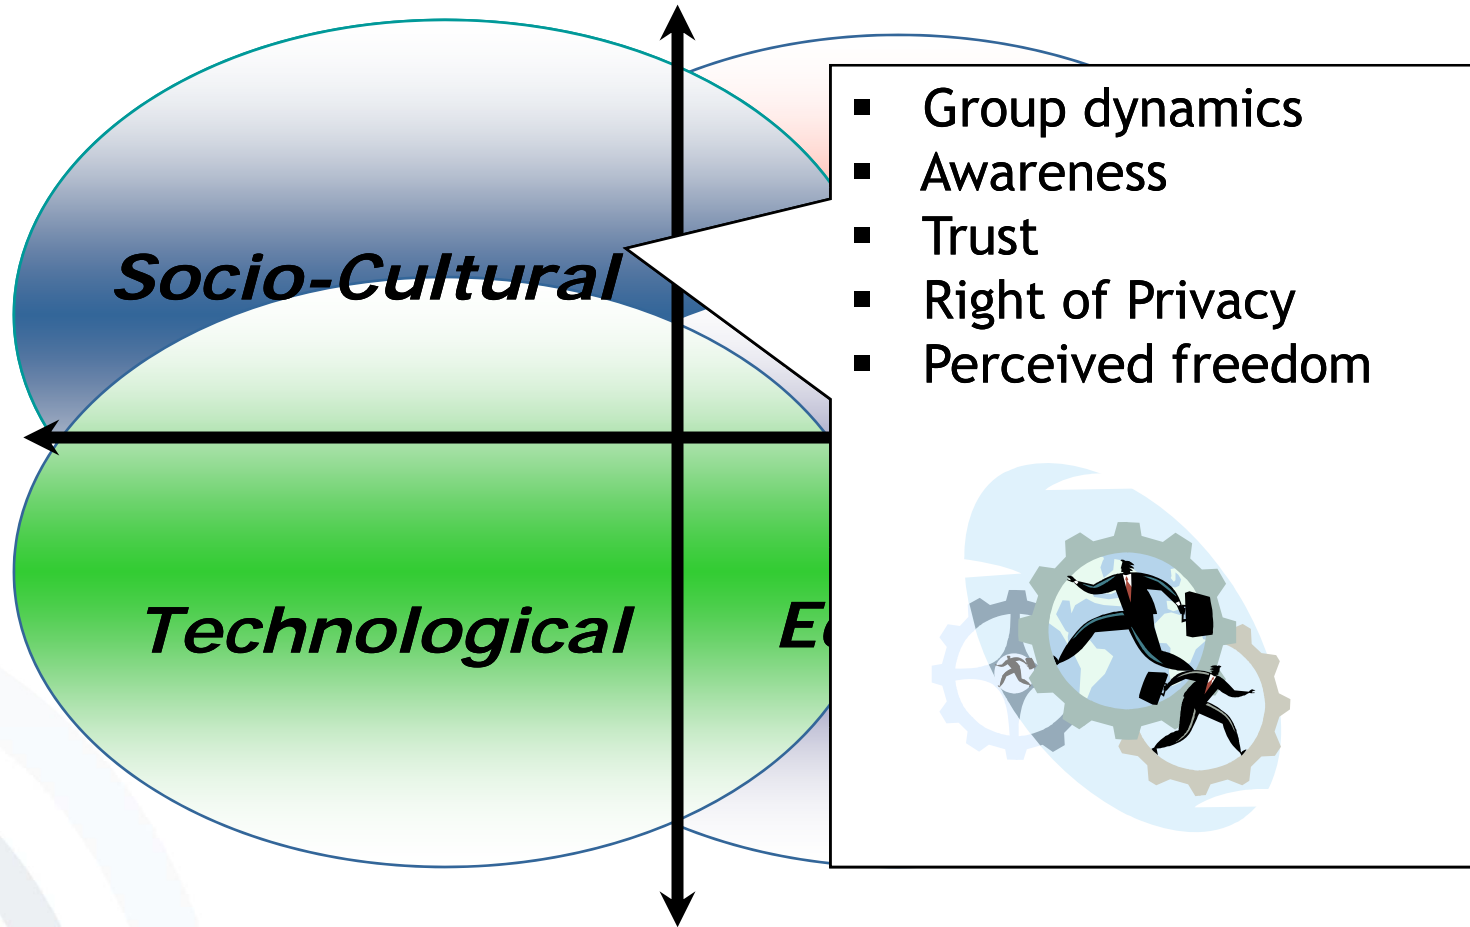 Group dynamics
Awareness
Trust
Right of Privacy
Perceived freedom
Socio-Cultural
Technological